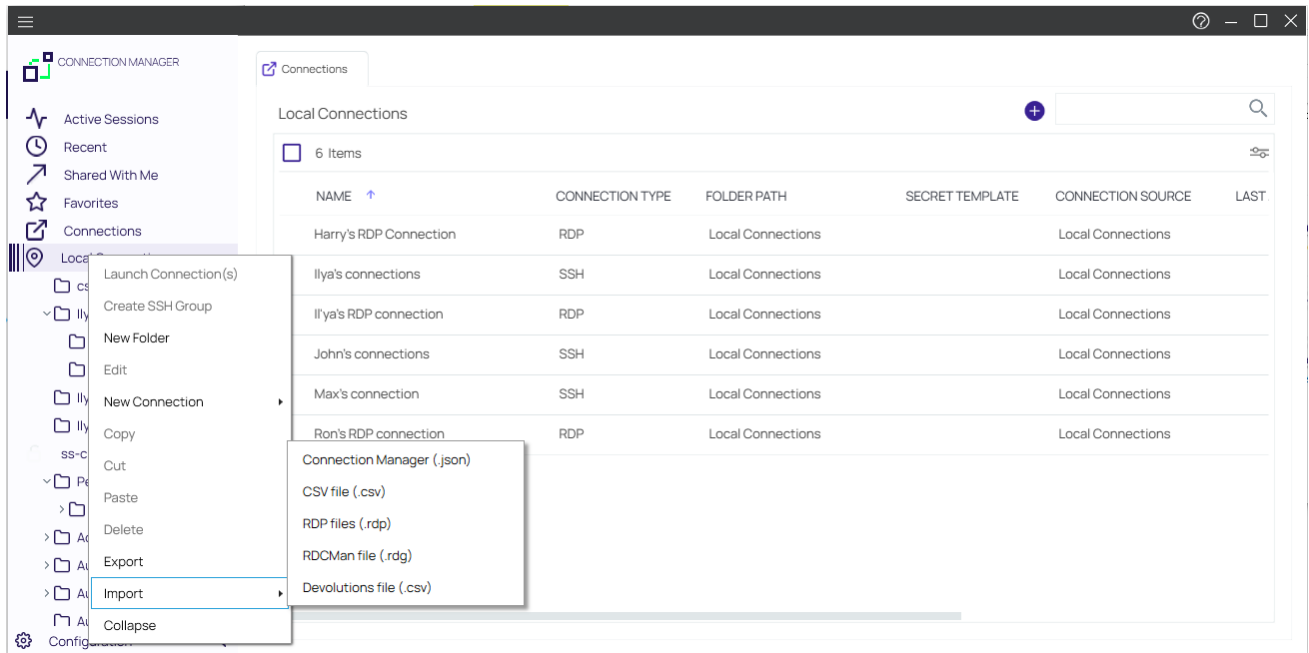 CONNECTION MANAGER
Active Sessions
Recent
Shared With Me
Favorites
Connections
Connections
Local Connections
6 Items
NAME CONNECTION TYPE FOLDER PATH SECRET TEMPLATE CONNECTION SOURCE LAST
Harry's RDP Connection RDP Local Connections Local Connections
Ilya's connections SSH Local Connections Local Connections
Il'ya's RDP connection RDP Local Connections Local Connections
John's connections SSH Local Connections Local Connections
Max's connection SSH Local Connections Local Connections
Ron's RDP connection RDP Local Connections Local Connections
Launch Connection(s)
Create SSH Group
New Folder
Edit
New Connection
Copy
Cut
Paste
Delete
Export
Import
Collapse
Connection Manager (.json)
CSV file (.csv)
RDP files (.rdp)
RDCMan file (.rdg)
Devolutions file (.csv)
Configuration